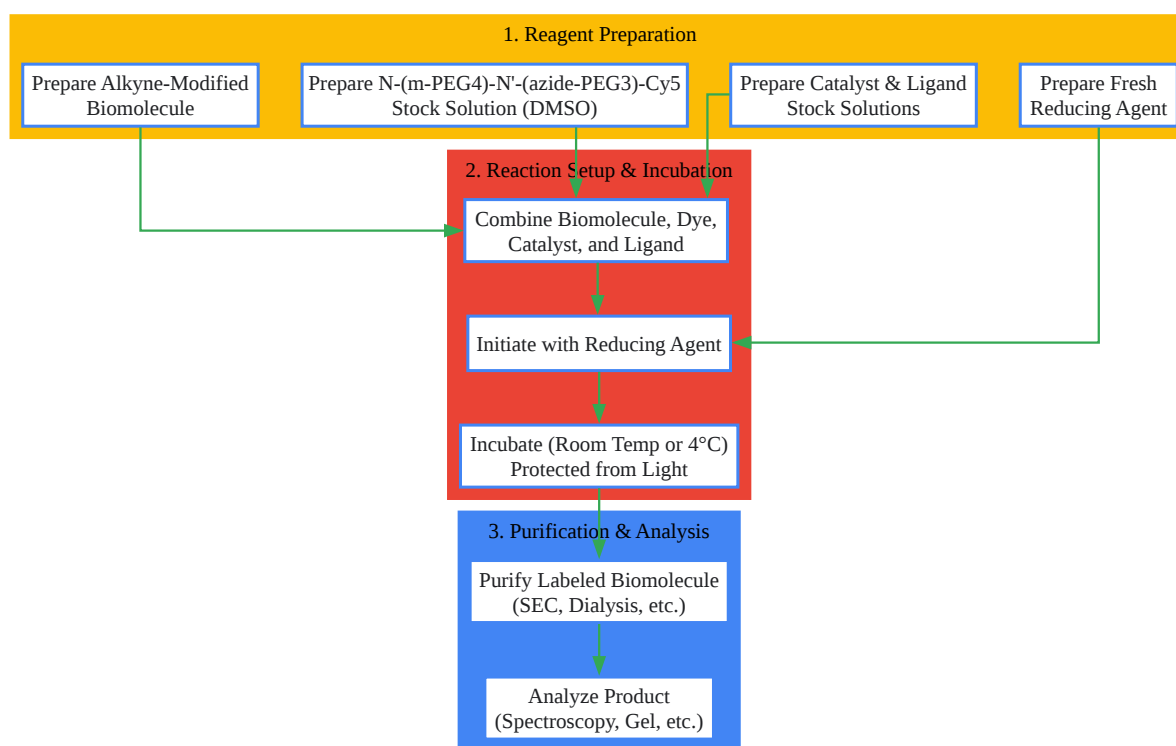 1. Reagent Preparation
Prepare Alkyne-Modified
Biomolecule
Prepare N-(m-PEG4)-N'-(azide-PEG3)-Cy5
Stock Solution (DMSO)
Prepare Catalyst & Ligand
Stock Solutions
Prepare Fresh
Reducing Agent
2. Reaction Setup & Incubation
Combine Biomolecule, Dye,
Catalyst, and Ligand
Initiate with Reducing Agent
Incubate (Room Temp or 4°C)
Protected from Light
3. Purification & Analysis
Purify Labeled Biomolecule
(SEC, Dialysis, etc.)
Analyze Product
(Spectroscopy, Gel, etc.)